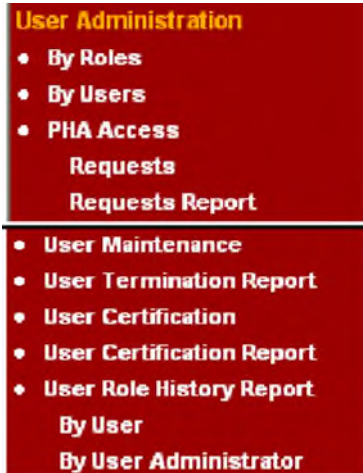 User Administration
• By Roles
• By Users
• PHA Access
Requests
Requests Report
• User Maintenance
• User Termination Report
• User Certification
• User Certification Report
• User Role History Report
By User
By User Administrator